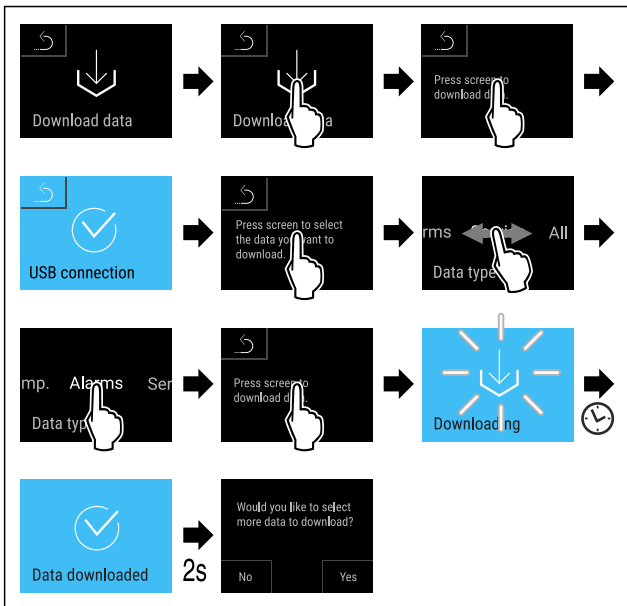 Download data
Downloa a
Press screen to
download da.
USB connection
Press screen to select
the data you want to
download.
rms
All
Data type
mp. Alarms Ser
Data typ
Press screen to
download d
Downloading
Data downloaded
2s
Would you like to select
more data to download?
No Yes